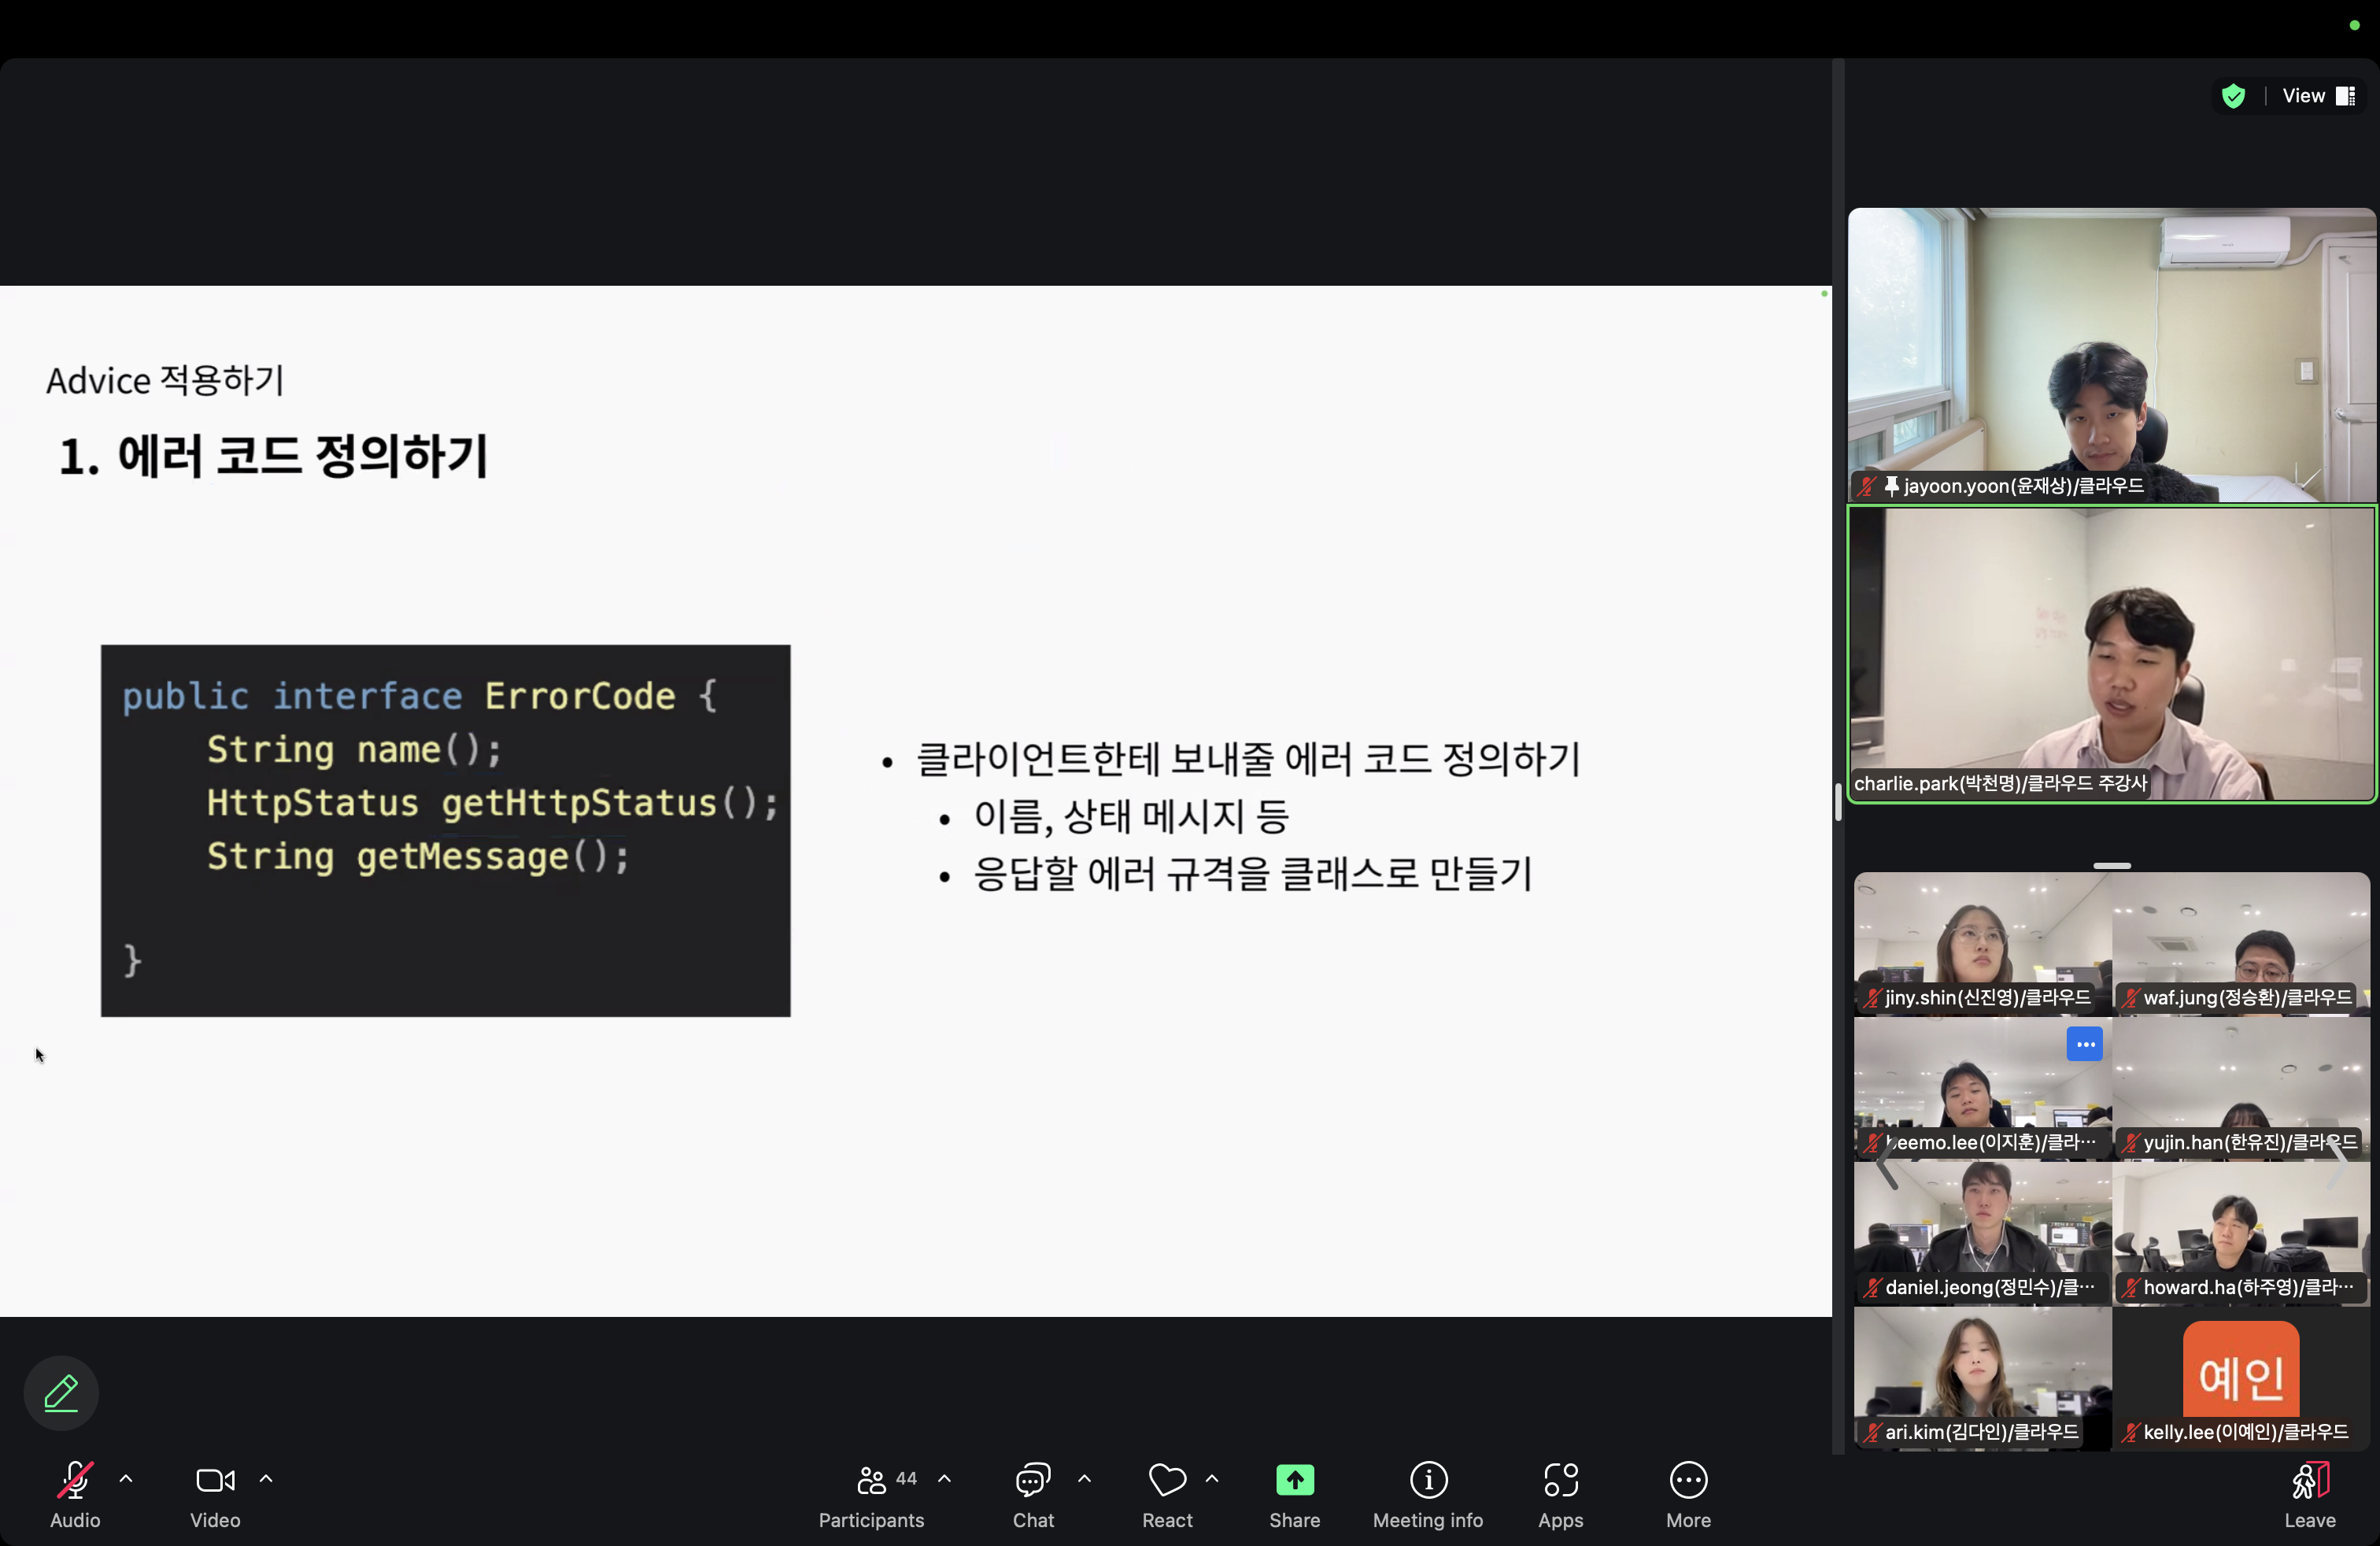 View
Advice 적용하기
1. 에러 코드 정의하기
public interface ErrorCode {
String name();
HttpStatus getHttpStatus();
String getMessage();
}
• 클라이언트한테 보내줄 에러 코드 정의하기
• 이름, 상태 메시지 등
• 응답할 에러 규격을 클래스로 만들기
jayoon.yoon(윤재상)/클라우드
charlie.park(박천명)/클라우드 주강사
jiny.shin(신진영)/클라우드
waf.jung(정승환)/클라우드
beemo.lee(이지훈)/클라…
yujin.han(한유진)/클라우드
daniel.jeong(정민수)/클…
howard.ha(하주영)/클라…
ari.kim(김다인)/클라우드
예인
kelly.lee(이예인)/클라우드
Audio
Video
44
Participants
Chat
React
Share
Meeting info
Apps
More
Leave